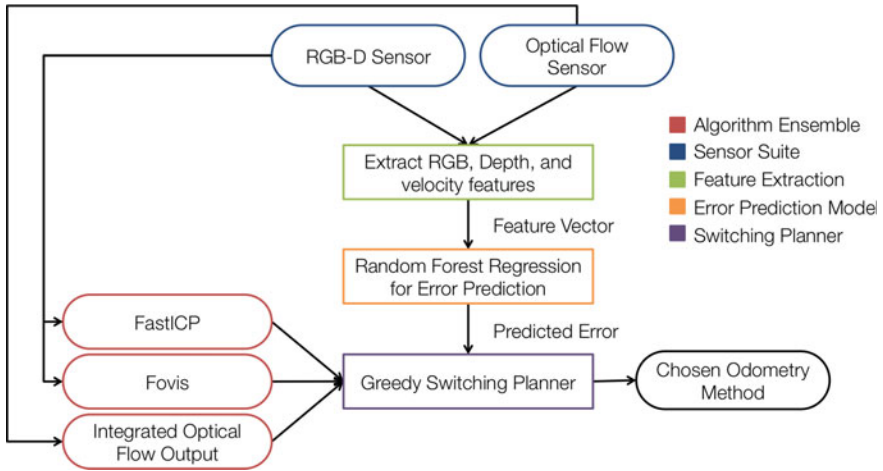 RGB-D Sensor
Optical Flow
Sensor
Extract RGB, Depth, and
velocity features
Algorithm Ensemble
Sensor Suite
Feature Extraction
Error Prediction Model
Switching Planner
Feature Vector
Random Forest Regression
for Error Prediction
Predicted Error
FastICP
Fovis
Integrated Optical
Flow Output
Greedy Switching Planner
Chosen Odometry
Method